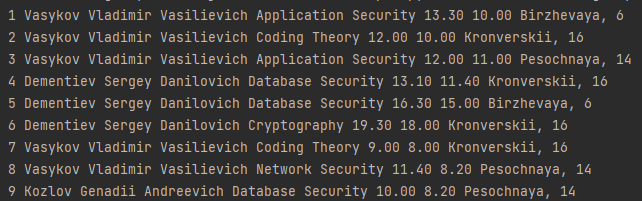 1 Vasykov Vladimir Vasilievich Application Security 13.30 10.00 Birzhevaya, 6
2 Vasykov Vladimir Vasilievich Coding Theory 12.00 10.00 Kronverskii, 16
3 Vasykov Vladimir Vasilievich Application Security 12.00 11.00 Pesochnaya, 14
4 Dementiev Sergey Danilovich Database Security 13.10 11.40 Kronverskii, 16
5 Dementiev Sergey Danilovich Database Security 16.30 15.00 Birzhevaya, 6
6 Dementiev Sergey Danilovich Cryptography 19.30 18.00 Kronverskii, 16
7 Vasykov Vladimir Vasilievich Coding Theory 9.00 8.00 Kronverskii, 16
8 Vasykov Vladimir Vasilievich Network Security 11.40 8.20 Pesochnaya, 14
9 Kozlov Genadii Andreevich Database Security 10.00 8.20 Pesochnaya, 14